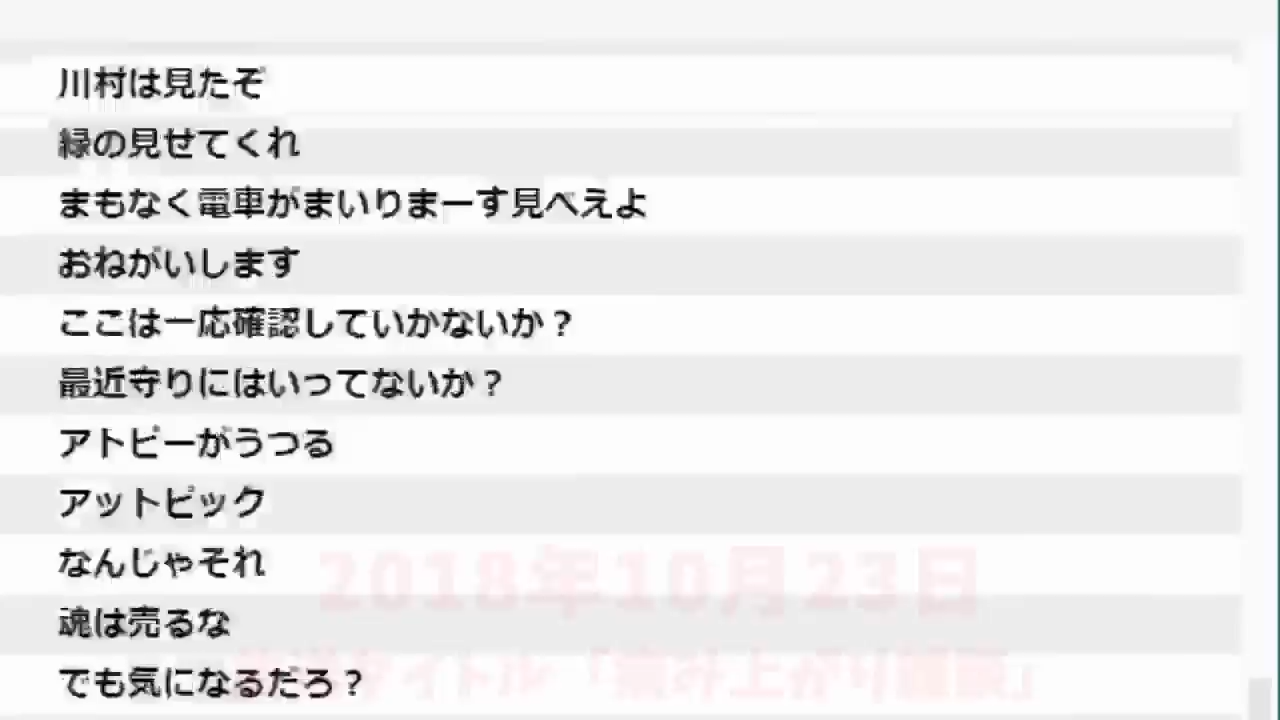 川村は見たぞ
緑の見せてくれ
まもなく電車がまいりまーす見べえよ
おねがいします
ここは一応確認していかないか？
最近守りにはいってないか？
アトピーがうつる
アットピック
なんじゃそれ
2018年10月23日
魂は売るな
でも気になるだろ？